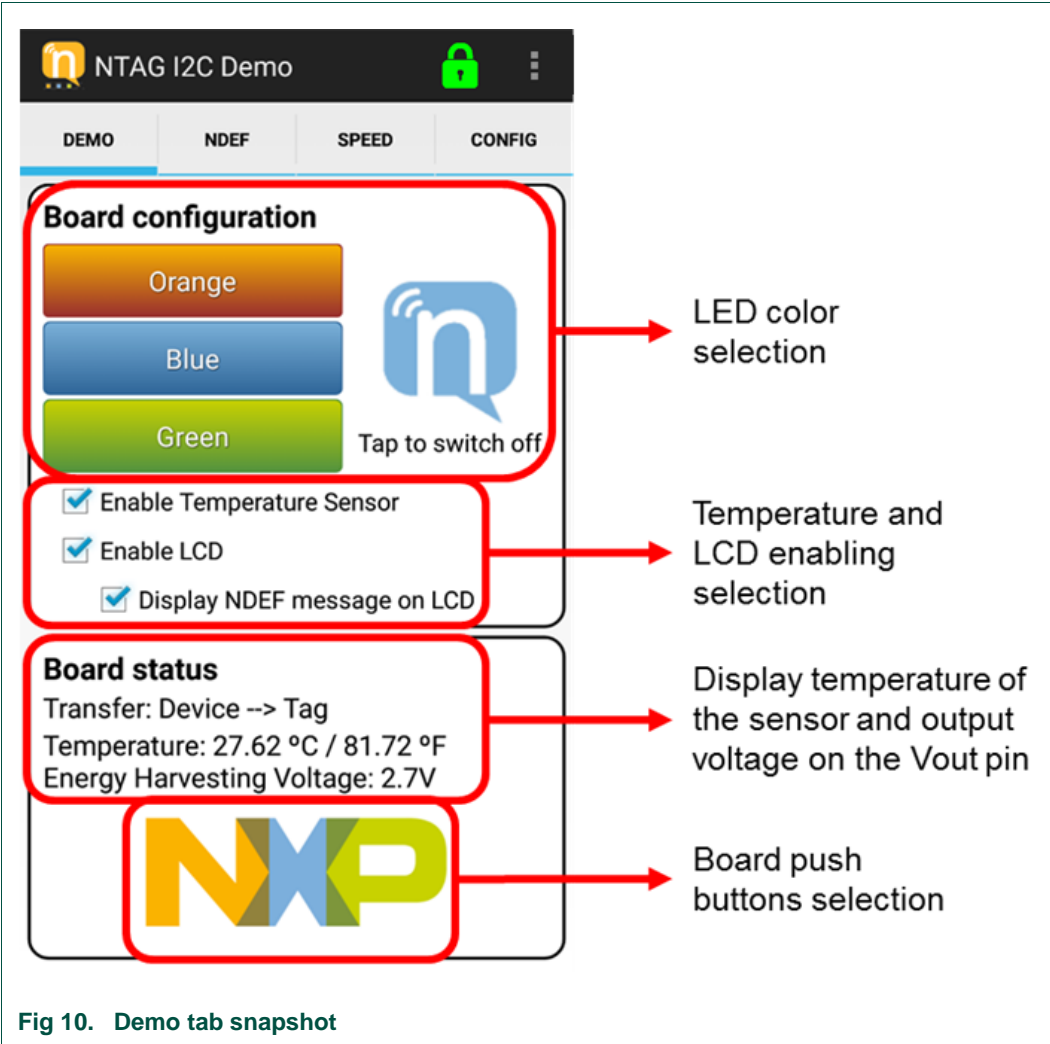 NTAG I2C Demo
DEMO NDEF SPEED CONFIG
Board configuration
Orange
Blue
Green
Tap to switch off
LED color
selection
Enable Temperature Sensor
Enable LCD
Display NDEF message on LCD
Temperature and
LCD enabling
selection
Board status
Transfer: Device --> Tag
Temperature: 27.62 ºC / 81.72 ºF
Energy Harvesting Voltage: 2.7V
Display temperature of
the sensor and output
voltage on the Vout pin
NXP
Board push
buttons selection
Fig 10. Demo tab snapshot